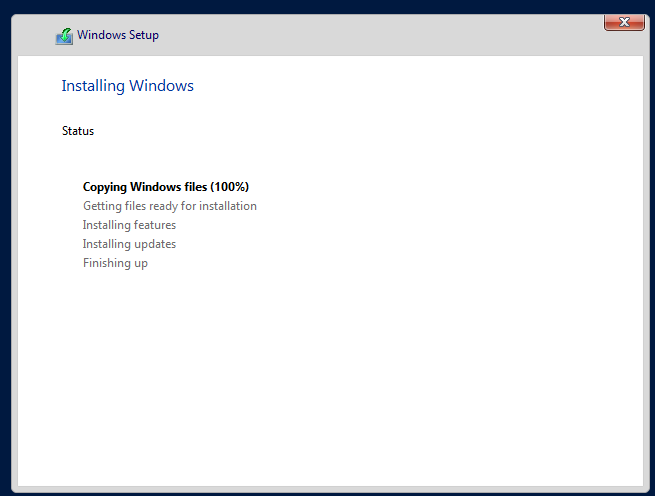 Windows Setup
Installing Windows
Status
Copying Windows files (100%)
Getting files ready for installation
Installing features
Installing updates
Finishing up